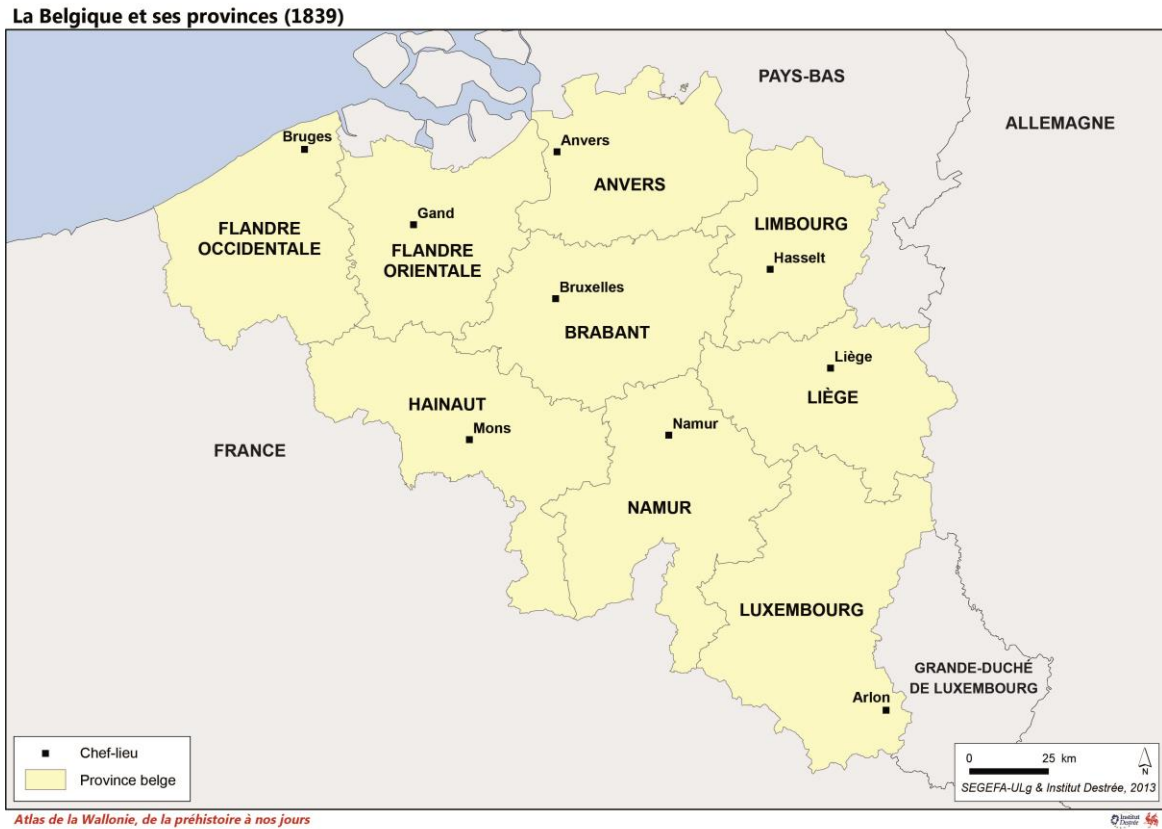 La Belgique et ses provinces (1839)
PAYS-BAS
ALLEMAGNE
Bruges
Anvers
ANVERS
Gand
FLANDRE
OCCIDENTALE
FLANDRE
ORIENTALE
LIMBOURG
Hasselt
Bruxelles
BRABANT
Liège
LIÈGE
HAINAUT
Mons
Namur
FRANCE
NAMUR
LUXEMBOURG
GRANDE-DUCHÉ
DE LUXEMBOURG
Arlon
Chef-lieu
Province belge
0 25 km
N
SEGEFA-ULg & Institut Destrée, 2013
Atlas de la Wallonie, de la préhistoire à nos jours
Institut
Destrée